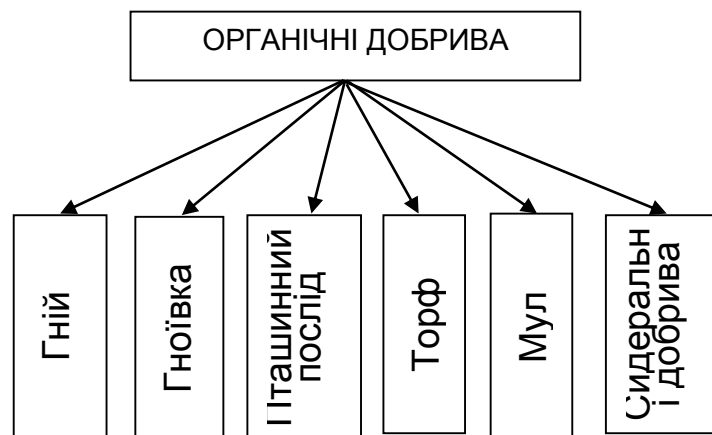 ОРГАНІЧНІ ДОБРИВА
Гній
Гноївка
Пташинний
послід
Торф
Мул
Сидеральн
і добрива